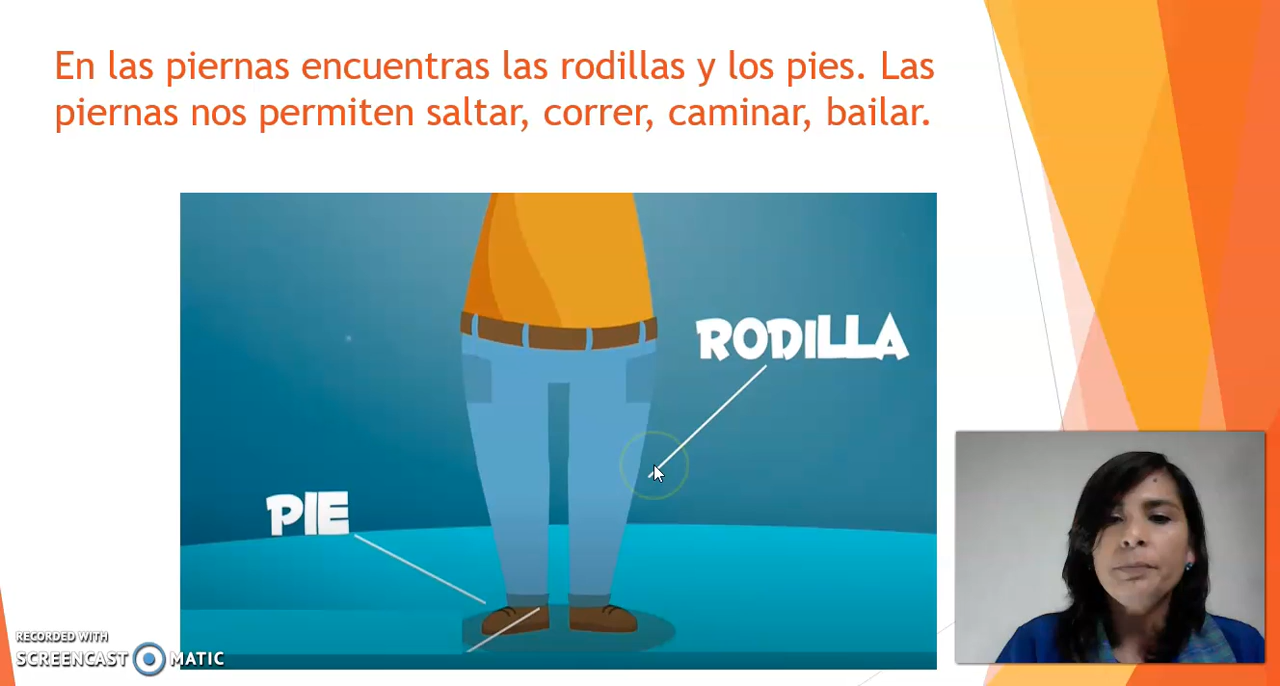 En las piernas encuentras las rodillas y los pies. Las
piernas nos permiten saltar, correr, caminar, bailar.
RODILLA
PIE
RECORDED WITH
SCREENCAST MATIC